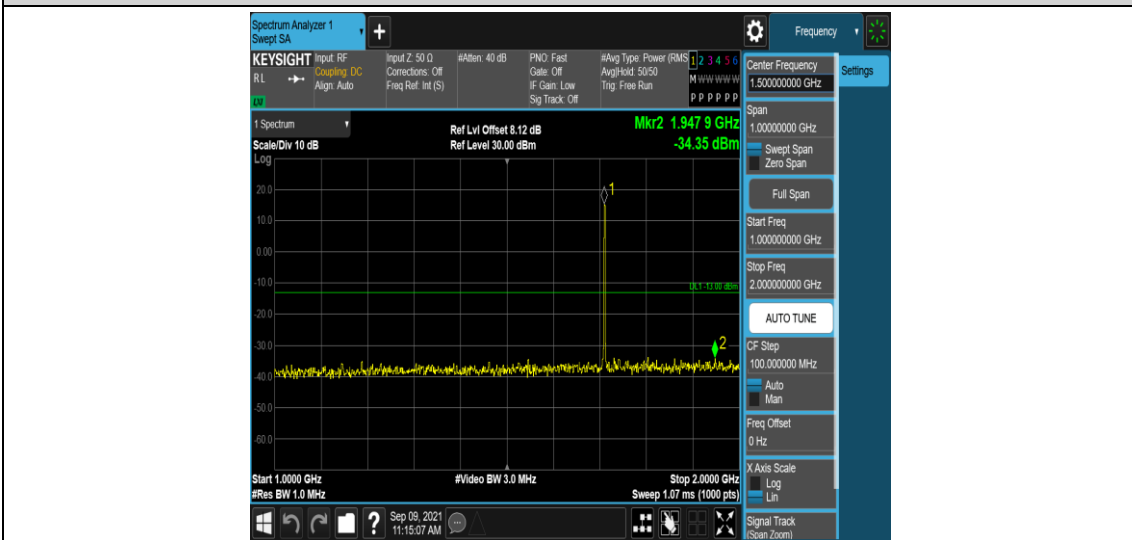 Spectrum Analyzer 1
Swept SA
+
Frequency
KEYSIGHT
RL
LVI
Input: RF
Coupling: DC
Align: Auto
Input Z: 50 Ω
Corrections: Off
Freq Ref: Int (S)
#Atten: 40 dB
PNO: Fast
Gate: Off
IF Gain: Low
Sig Track: Off
#Avg Type: Power (RMS
Avg|Hold: 50/50
Trig: Free Run
1 2 3 4 5 6
M W W W W W
P P P P P P
Center Frequency
1.500000000 GHz
Settings
Span
1.00000000 GHz
Swept Span
Zero Span
Full Span
Start Freq
1.000000000 GHz
Stop Freq
2.000000000 GHz
AUTO TUNE
CF Step
100.000000 MHz
Auto
Man
Freq Offset
0 Hz
X Axis Scale
Log
Lin
Signal Track
(Span Zoom)
1 Spectrum
Scale/Div 10 dB
Log
Ref Lvl Offset 8.12 dB
Ref Level 30.00 dBm
Mkr2 1.947 9 GHz
-34.35 dBm
20.0
10.0
0.00
-10.0
-20.0
-30.0
-40.0
-50.0
-60.0
1
DL1 -13.00 dBm
2
Start 1.0000 GHz
#Res BW 1.0 MHz
#Video BW 3.0 MHz
Stop 2.0000 GHz
Sweep 1.07 ms (1000 pts)
?
Sep 09, 2021
11:15:07 AM